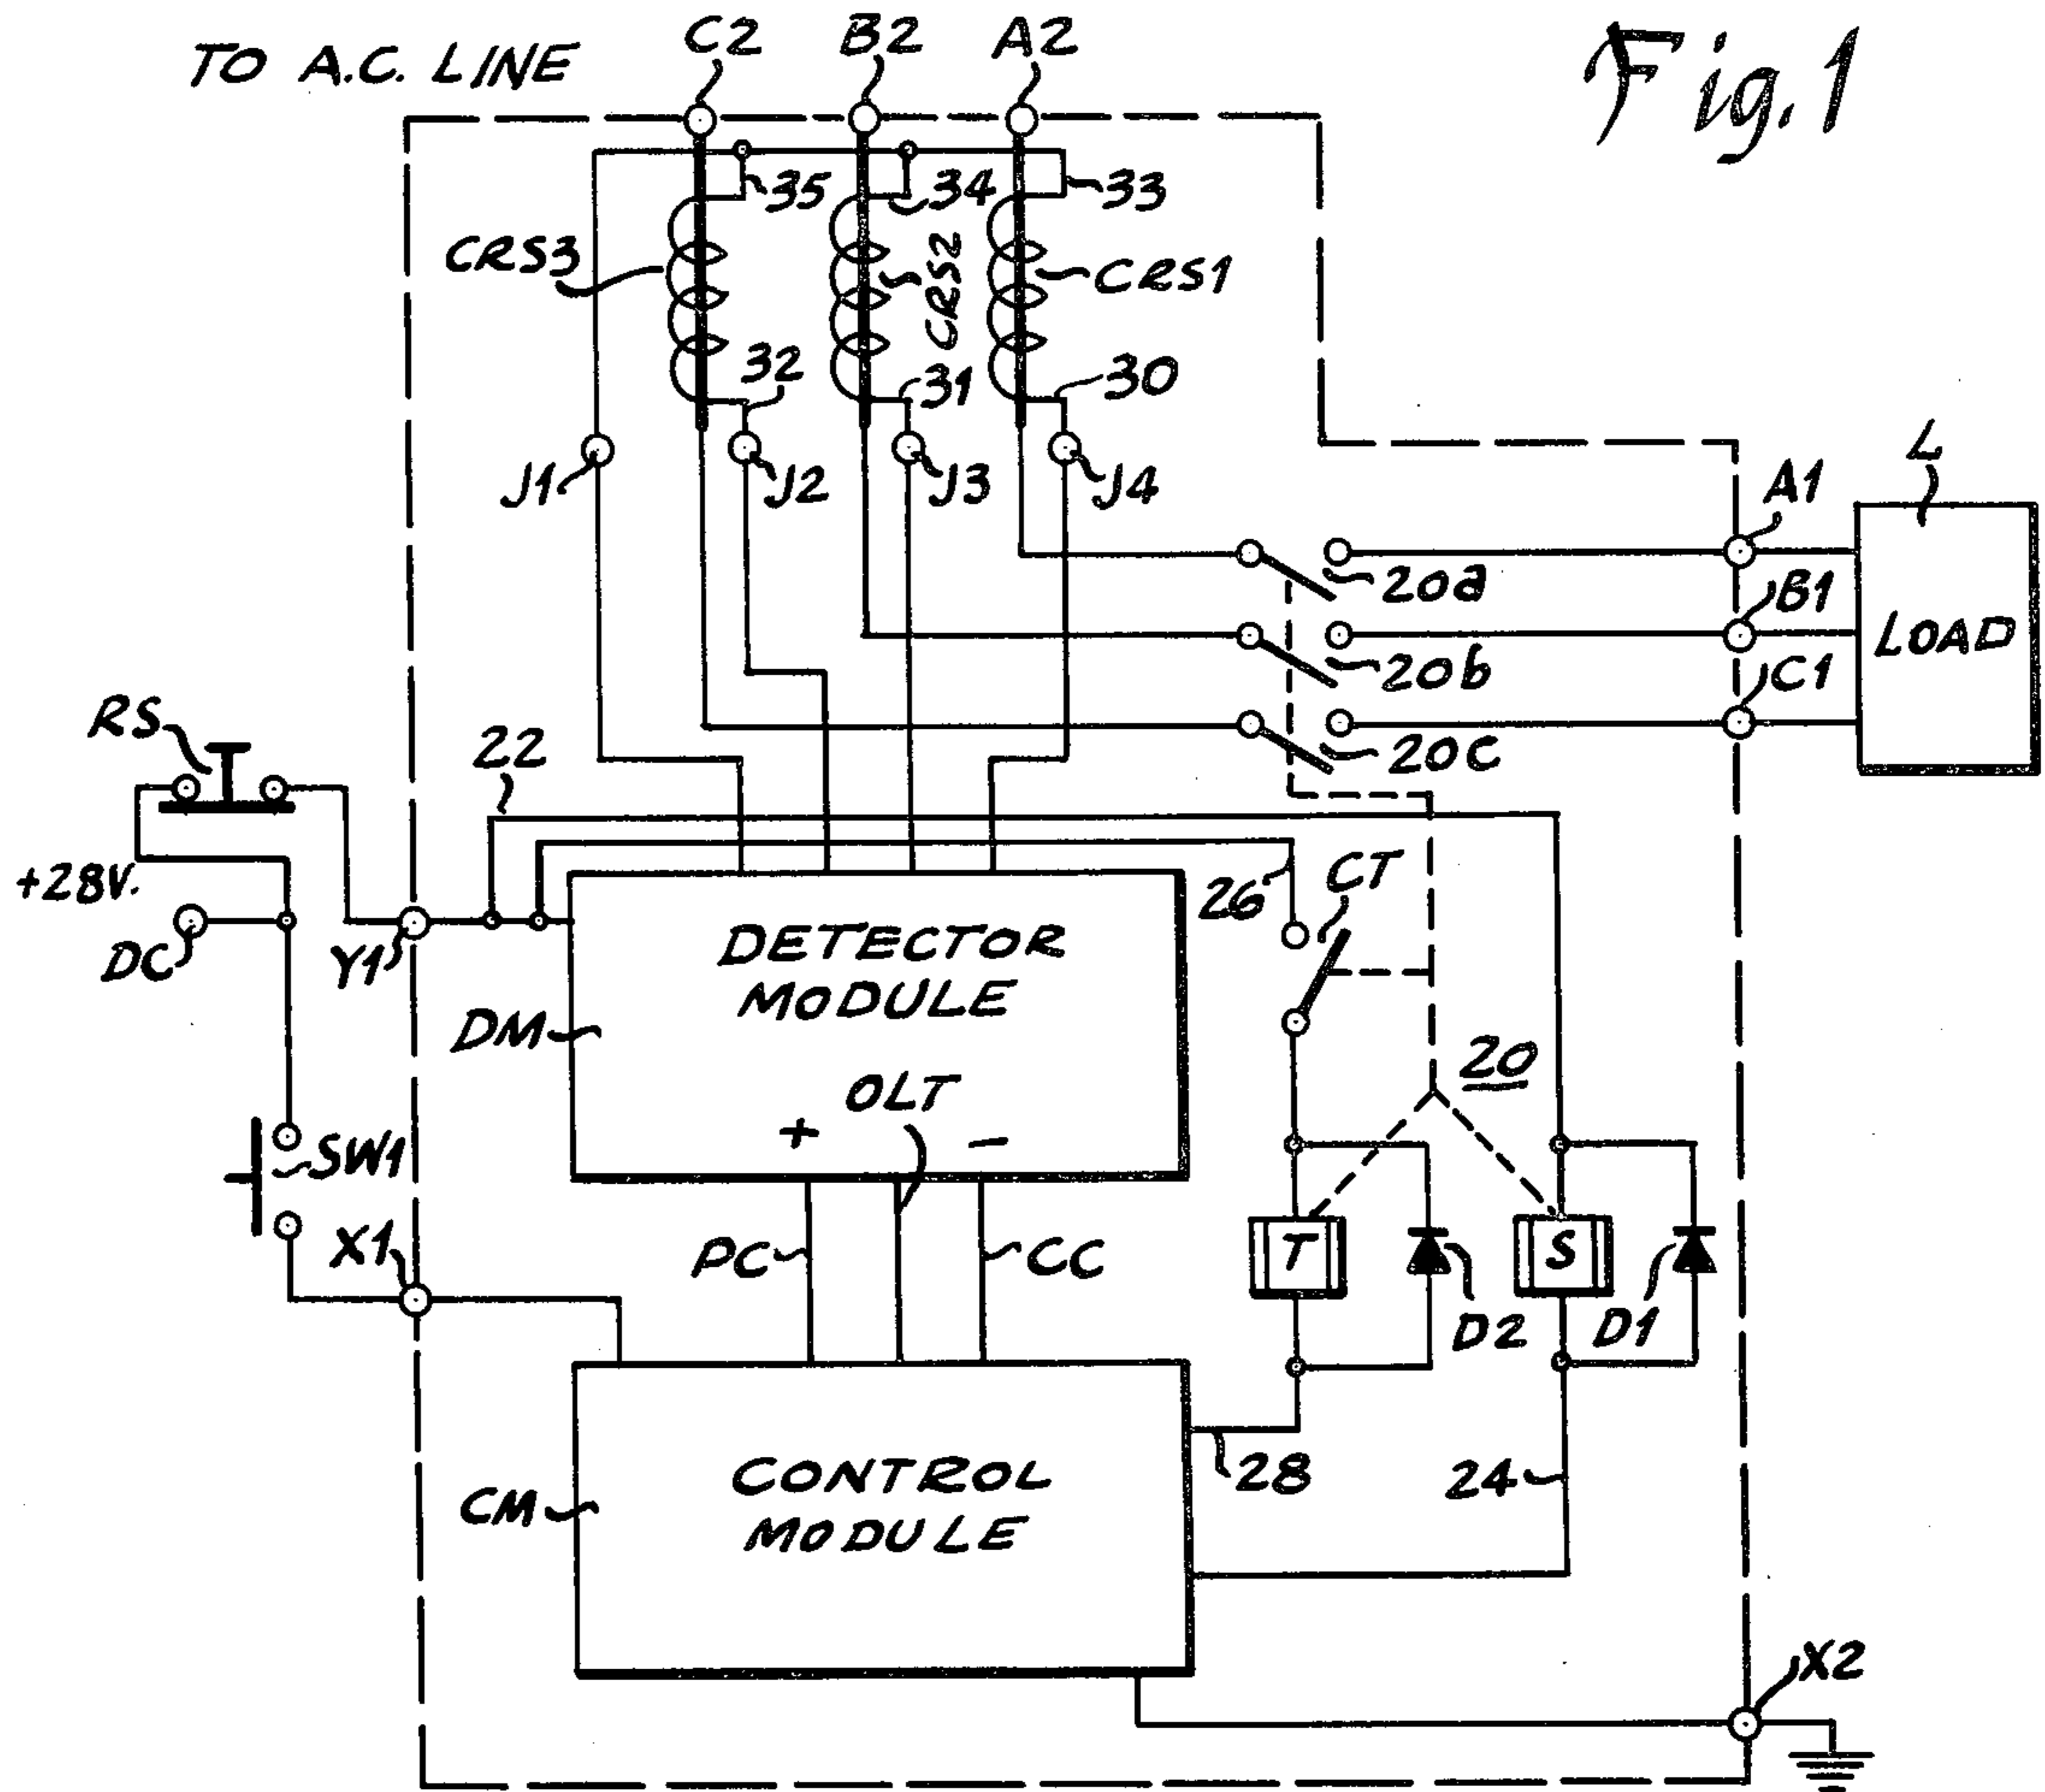 Fig. 1
TO A.C. LINE
C2
B2
A2
35
34
33
CRS3
CRS2
CRS1
32
31
30
J1
J2
J3
J4
L
A1
20a
B1
LOAD
20b
C1
20c
RS
22
+28V.
DC
Y1
26
CT
DETECTOR
MODULE
DM
20
OLT
+
-
SW1
X1
PC
CC
T
S
D2
D1
28
24
CONTROL
MODULE
CM
X2